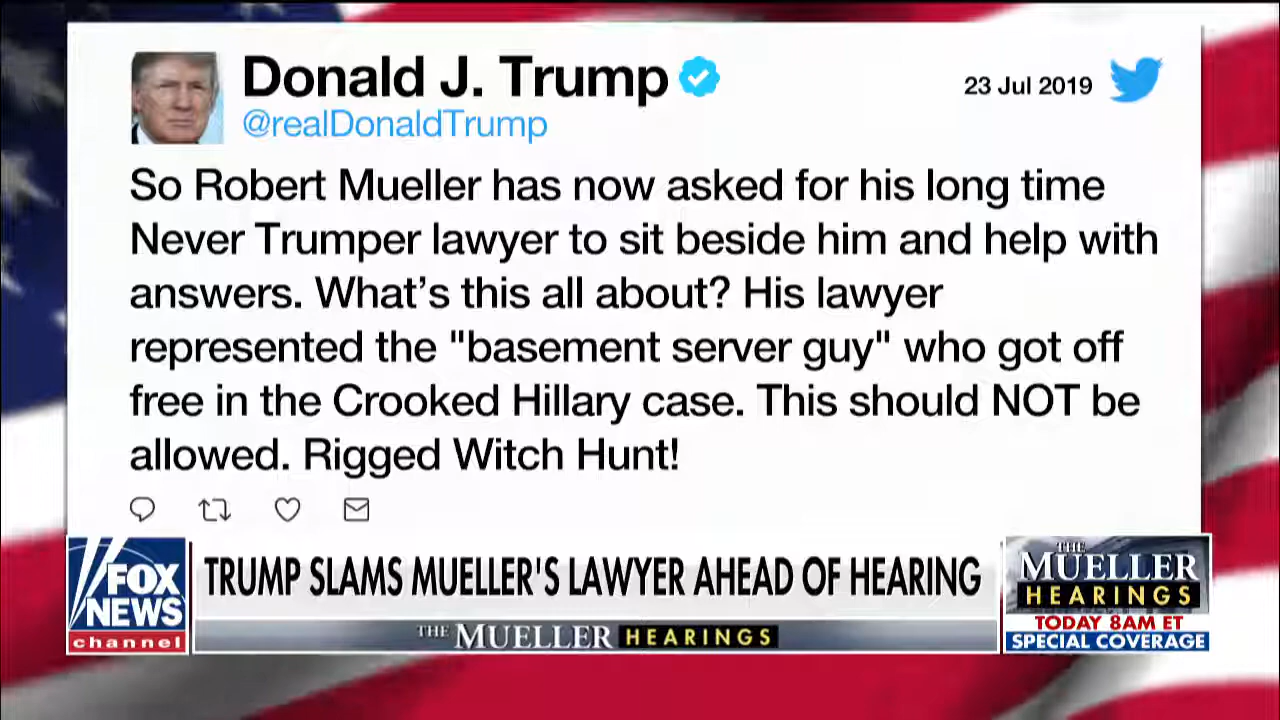 Donald J. Trump
@realDonaldTrump
23 Jul 2019
So Robert Mueller has now asked for his long time
Never Trumper lawyer to sit beside him and help with
answers. What’s this all about? His lawyer
represented the "basement server guy" who got off
free in the Crooked Hillary case. This should NOT be
allowed. Rigged Witch Hunt!
FOX
NEWS
channel
TRUMP SLAMS MUELLER'S LAWYER AHEAD OF HEARING
THE MUELLER HEARINGS
THE
MUELLER
HEARINGS
TODAY 8AM ET
SPECIAL COVERAGE